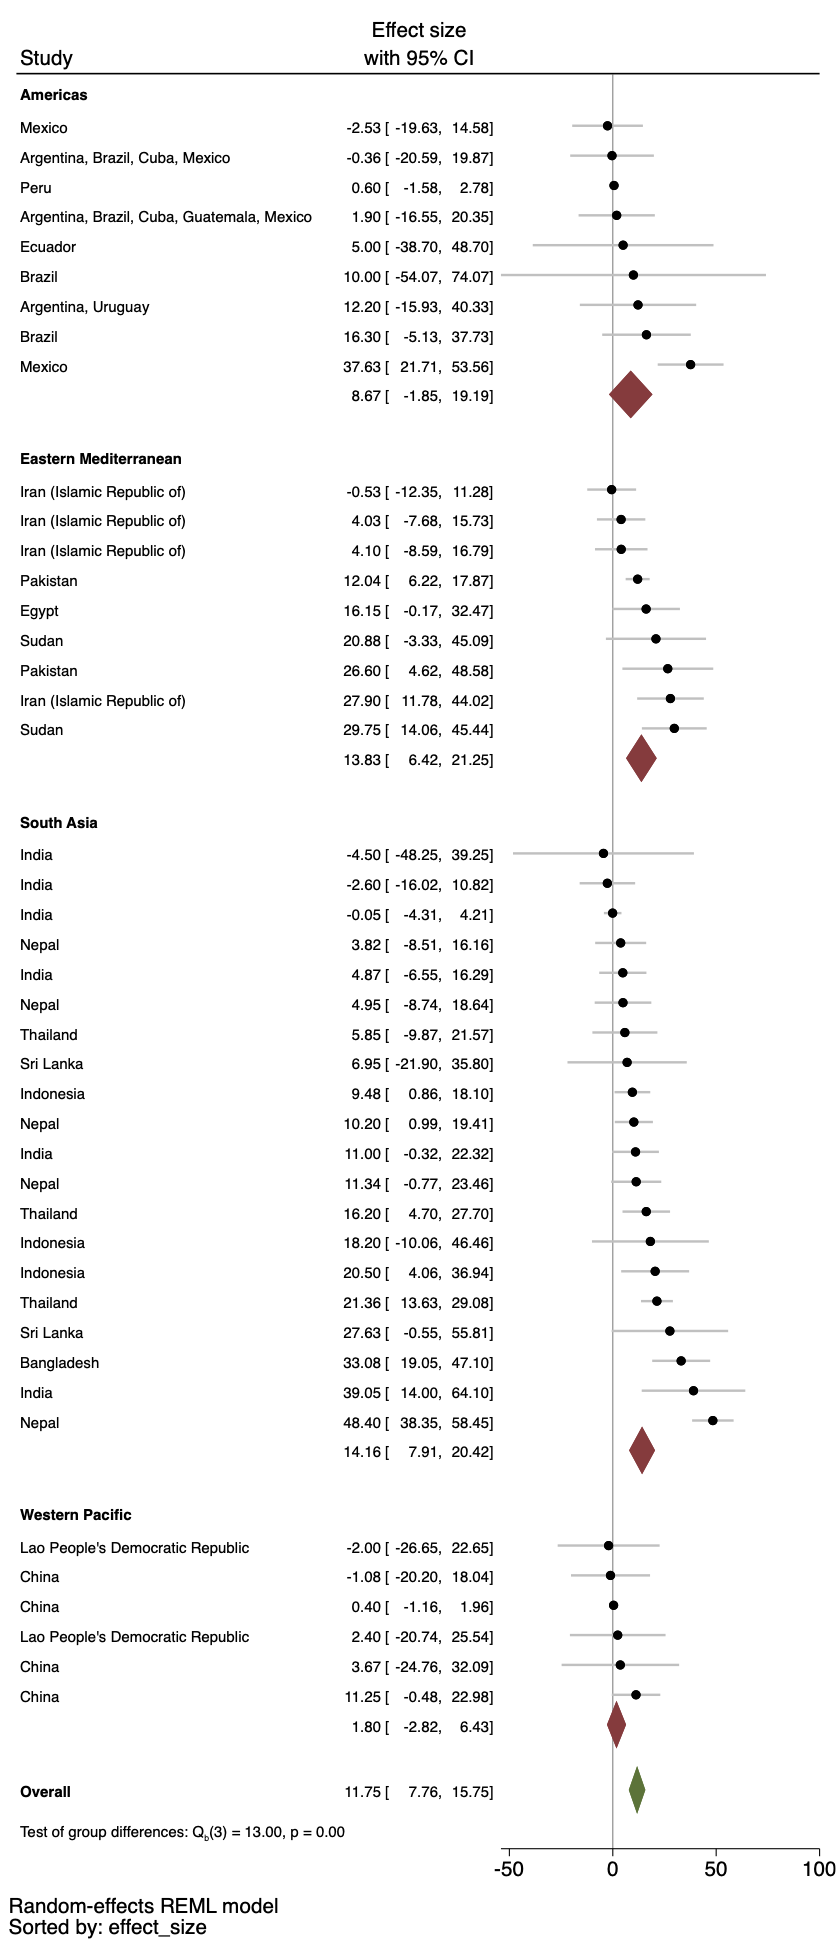 Effect size
Study with 95% CI
Americas
Mexico -2.53 [ -19.63, 14.58]
Argentina, Brazil, Cuba, Mexico -0.36 [ -20.59, 19.87]
Peru 0.60 [ -1.58, 2.78]
Argentina, Brazil, Cuba, Guatemala, Mexico 1.90 [ -16.55, 20.35]
Ecuador 5.00 [ -38.70, 48.70]
Brazil 10.00 [ -54.07, 74.07]
Argentina, Uruguay 12.20 [ -15.93, 40.33]
Brazil 16.30 [ -5.13, 37.73]
Mexico 37.63 [ 21.71, 53.56]
8.67 [ -1.85, 19.19]
Eastern Mediterranean
Iran (Islamic Republic of) -0.53 [ -12.35, 11.28]
Iran (Islamic Republic of) 4.03 [ -7.68, 15.73]
Iran (Islamic Republic of) 4.10 [ -8.59, 16.79]
Pakistan 12.04 [ 6.22, 17.87]
Egypt 16.15 [ -0.17, 32.47]
Sudan 20.88 [ -3.33, 45.09]
Pakistan 26.60 [ 4.62, 48.58]
Iran (Islamic Republic of) 27.90 [ 11.78, 44.02]
Sudan 29.75 [ 14.06, 45.44]
13.83 [ 6.42, 21.25]
South Asia
India -4.50 [ -48.25, 39.25]
India -2.60 [ -16.02, 10.82]
India -0.05 [ -4.31, 4.21]
Nepal 3.82 [ -8.51, 16.16]
India 4.87 [ -6.55, 16.29]
Nepal 4.95 [ -8.74, 18.64]
Thailand 5.85 [ -9.87, 21.57]
Sri Lanka 6.95 [ -21.90, 35.80]
Indonesia 9.48 [ 0.86, 18.10]
Nepal 10.20 [ 0.99, 19.41]
India 11.00 [ -0.32, 22.32]
Nepal 11.34 [ -0.77, 23.46]
Thailand 16.20 [ 4.70, 27.70]
Indonesia 18.20 [ -10.06, 46.46]
Indonesia 20.50 [ 4.06, 36.94]
Thailand 21.36 [ 13.63, 29.08]
Sri Lanka 27.63 [ -0.55, 55.81]
Bangladesh 33.08 [ 19.05, 47.10]
India 39.05 [ 14.00, 64.10]
Nepal 48.40 [ 38.35, 58.45]
14.16 [ 7.91, 20.42]
Western Pacific
Lao People's Democratic Republic -2.00 [ -26.65, 22.65]
China -1.08 [ -20.20, 18.04]
China 0.40 [ -1.16, 1.96]
Lao People's Democratic Republic 2.40 [ -20.74, 25.54]
China 3.67 [ -24.76, 32.09]
China 11.25 [ -0.48, 22.98]
1.80 [ -2.82, 6.43]
Overall 11.75 [ 7.76, 15.75]
Test of group differences: Qb(3) = 13.00, p = 0.00
-50 0 50 100
Random-effects REML model
Sorted by: effect_size